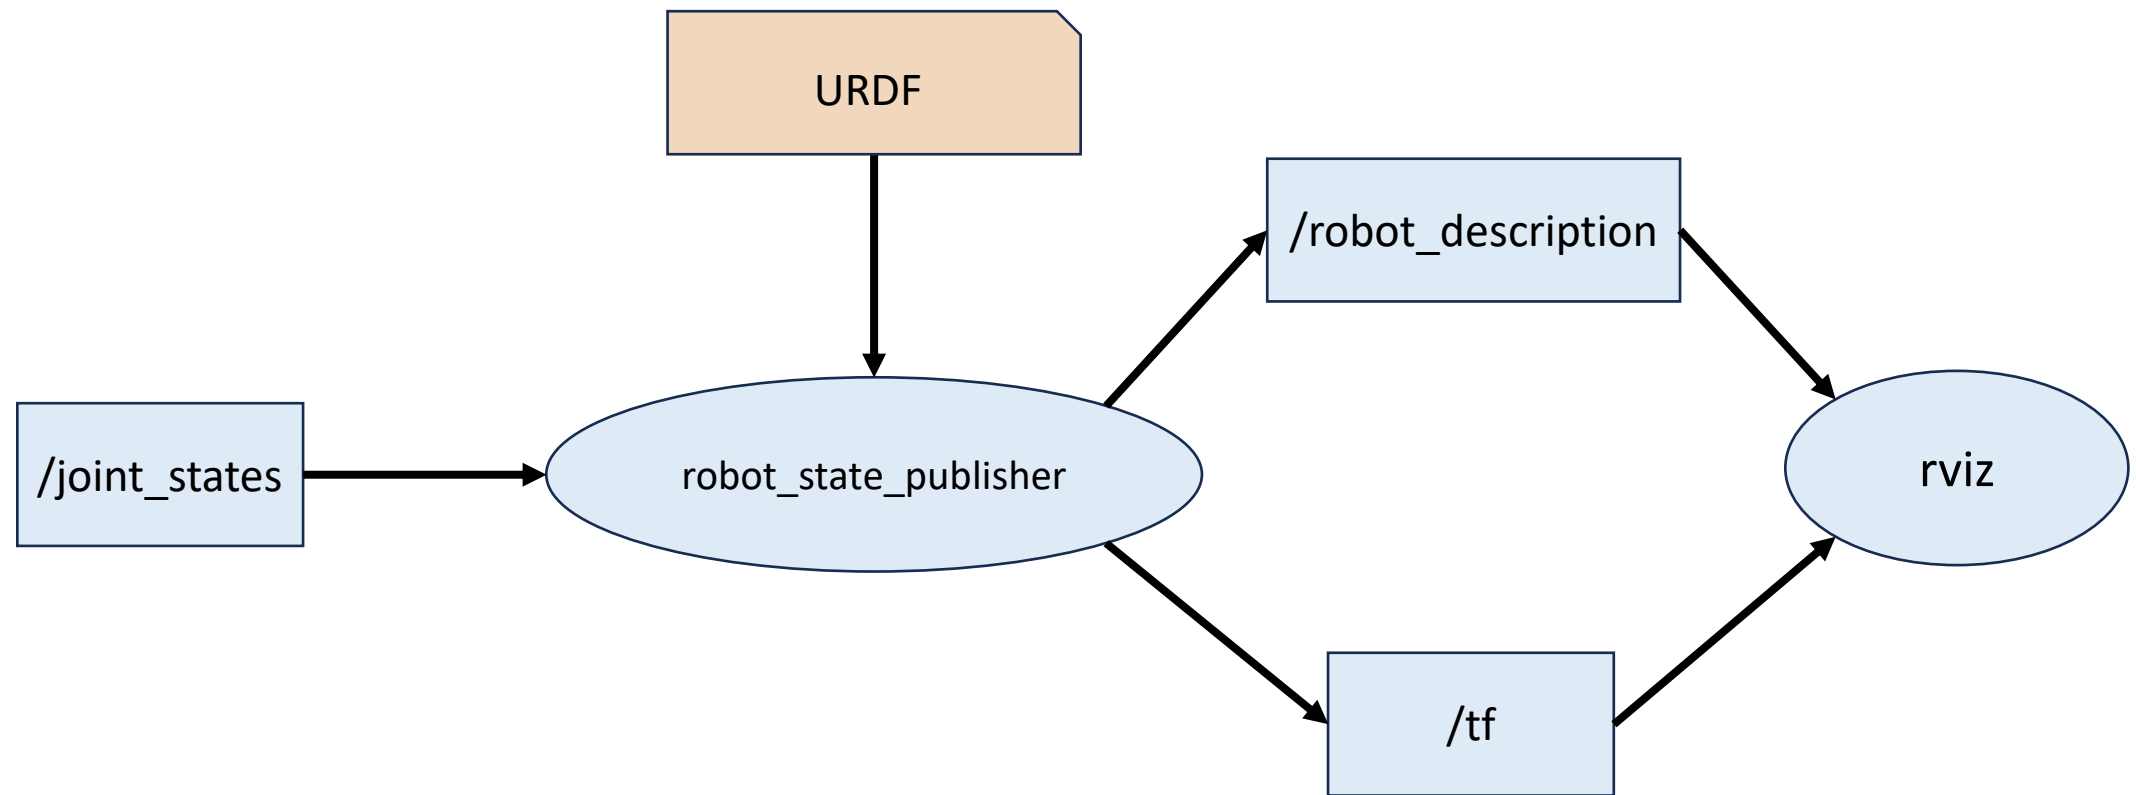 URDF
/robot_description
/joint_states
robot_state_publisher
rviz
/tf